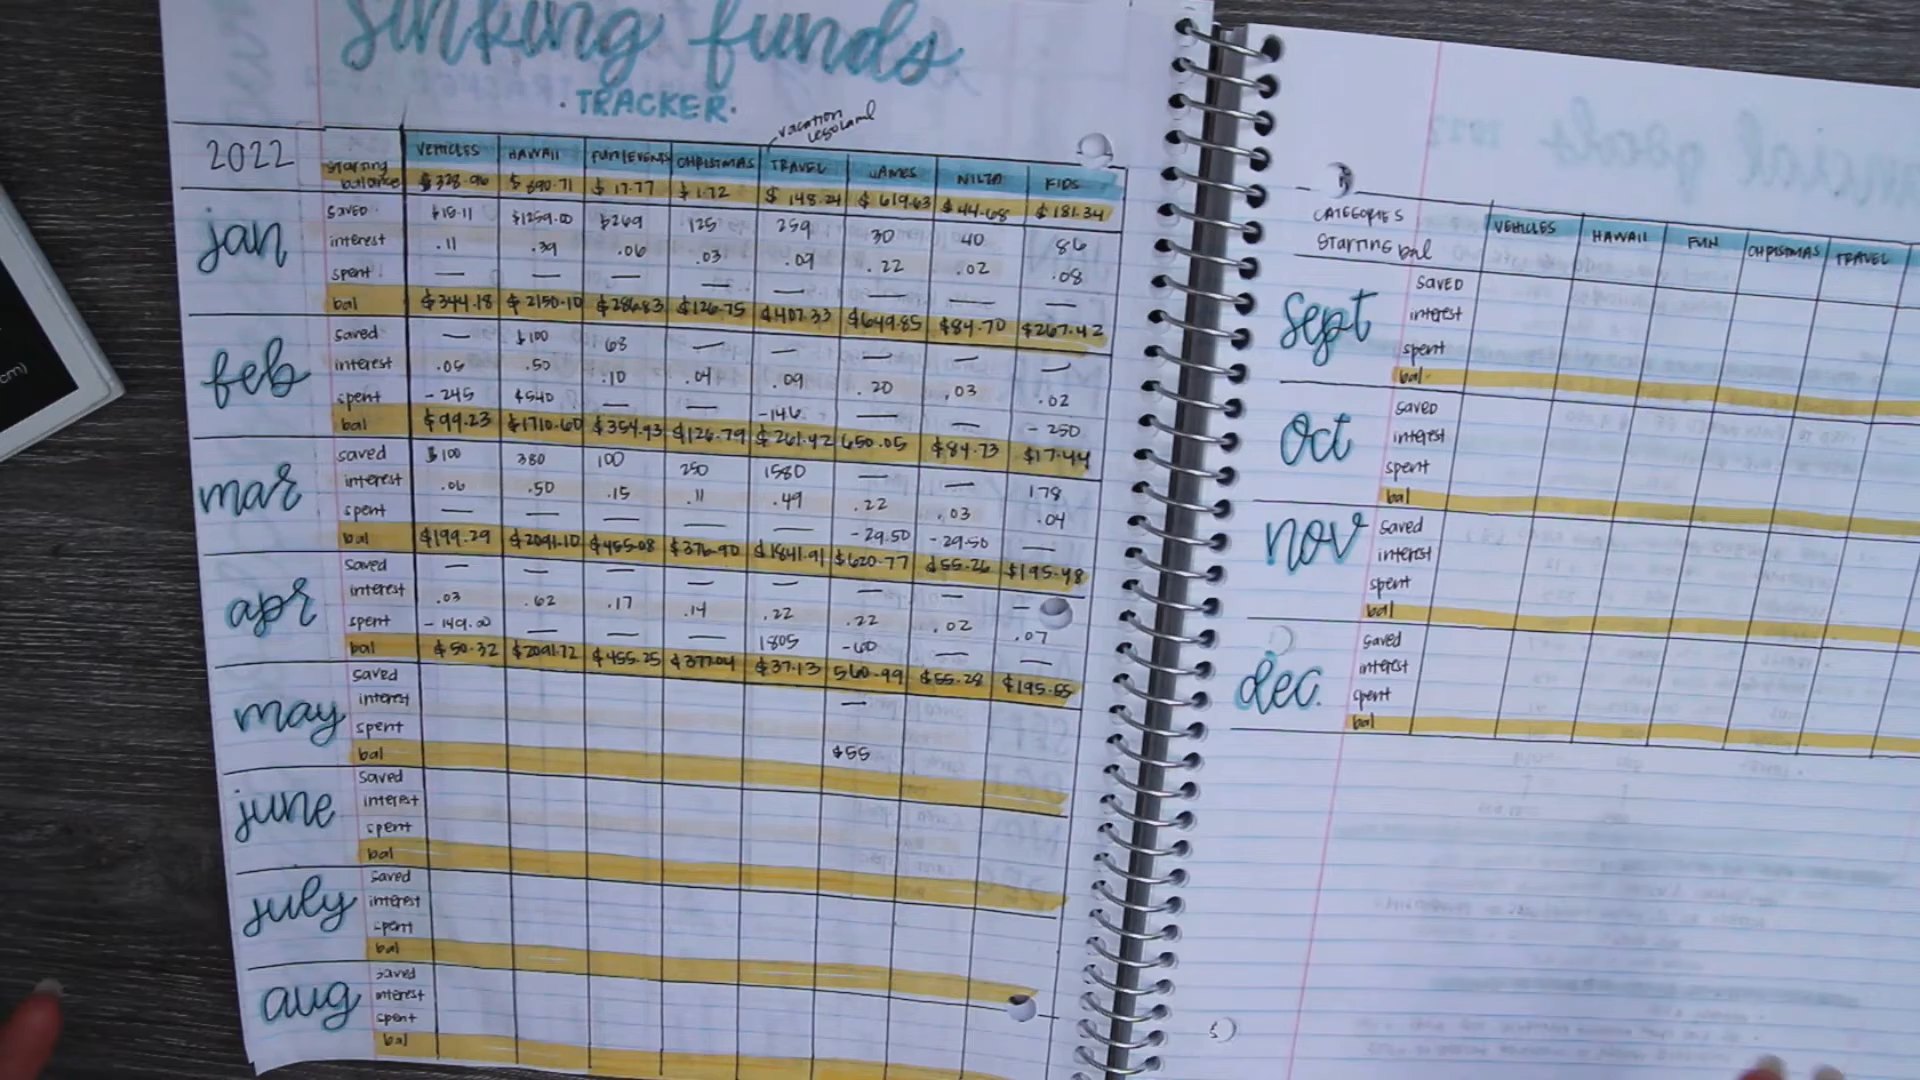 sinking funds
• TRACKER •
vacation
Legoland
2022 VEHICLES HAWAII FUN/EVENTS CHRISTMAS TRAVEL JAMES NILZA KIDS
starting balance $328.96 $890.71 $17.77 $1.72 $148.24 $619.63 $44.68 $181.34
jan
saved $15.11 $1259.00 $269 125 259 30 40 86
interest .11 .39 .06 .03 .09 .22 .02 .08
spent — — — — — — — —
bal $344.18 $2150.10 $286.83 $126.75 $407.33 $649.85 $84.70 $267.42
feb
saved — $100 68 — — — — —
interest .05 .50 .10 .04 .09 .20 .03 .02
spent -245 $540 — — -146 — — -250
bal $99.23 $1710.60 $354.93 $126.79 $261.42 650.05 $84.73 $17.44
mar
saved $100 380 100 250 1580 — — 178
interest .06 .50 .15 .11 .49 .22 .03 .04
spent — — — — — -29.50 -29.50 —
bal $199.29 $2091.10 $455.08 $376.90 $1841.91 $620.77 $55.26 $195.48
apr
saved — — — — — — — —
interest .03 .62 .17 .14 .22 .22 .02 .07
spent -149.00 — — — 1805 -60 — —
bal $50.32 $2091.72 $455.25 $377.04 $37.13 560.99 $55.28 $195.55
may
saved —
interest
spent $55
bal
june
saved
interest
spent
bal
july
saved
interest
spent
bal
aug
saved
interest
spent
bal
CATEGORIES VEHICLES HAWAII FUN CHRISTMAS TRAVEL
Starting bal
sept
saved
interest
spent
bal.
oct
saved
interest
spent
bal
nov
saved
interest
spent
bal
dec.
saved
interest
spent
bal